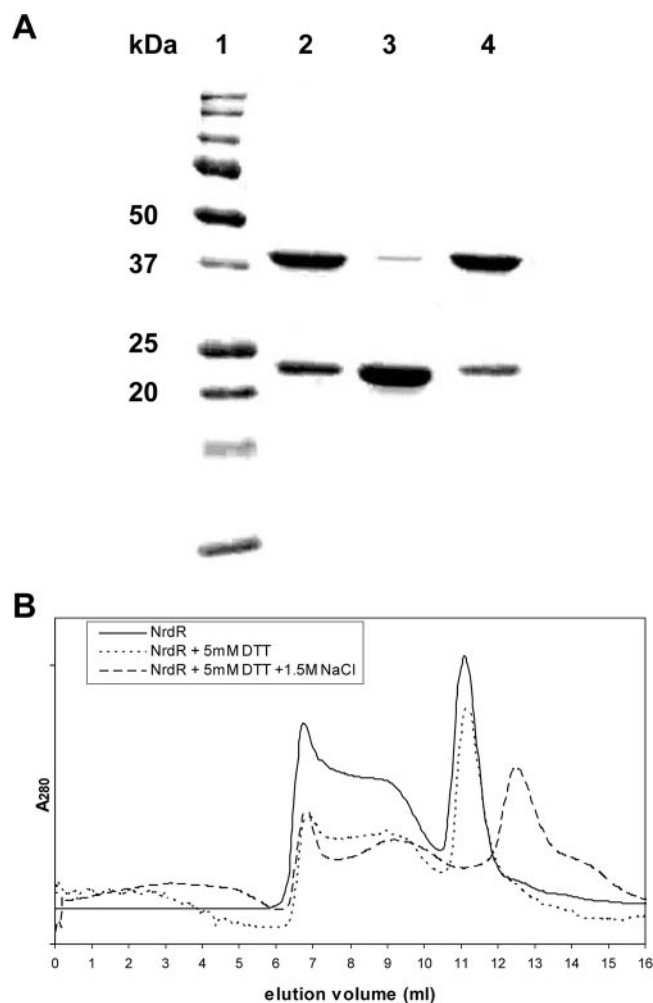 A
kDa 1 2 3 4
50
37
25
20
B
NrdR
NrdR + 5mM DTT
NrdR + 5mM DTT +1.5M NaCl
A280
0 1 2 3 4 5 6 7 8 9 10 11 12 13 14 15 16
elution volume (ml)